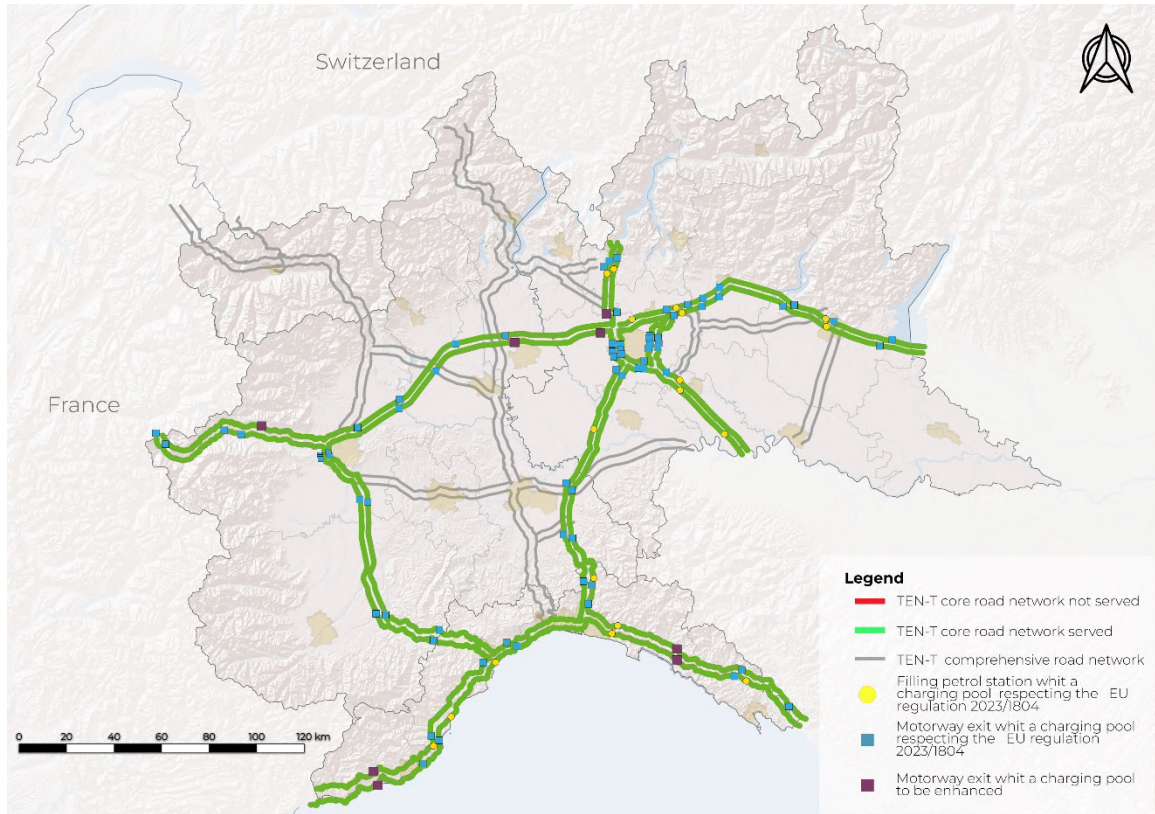 Switzerland
France
Legend
TEN-T core road network not served
TEN-T core road network served
TEN-T comprehensive road network
Filling petrol station whit a
charging pool respecting the EU
regulation 2023/1804
Motorway exit whit a charging pool
respecting the EU regulation
2023/1804
Motorway exit whit a charging pool
to be enhanced
0 20 40 60 80 100 120 km